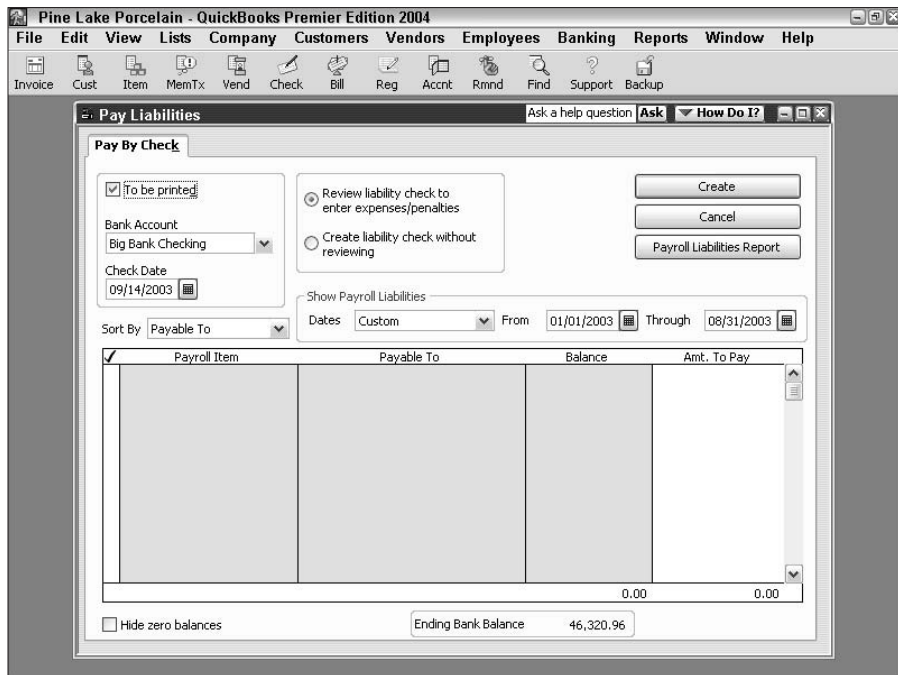 Pine Lake Porcelain - QuickBooks Premier Edition 2004
File Edit View Lists Company Customers Vendors Employees Banking Reports Window Help
Invoice Cust Item MemTx Vend Check Bill Reg Accnt Rmnd Find Support Backup
Pay Liabilities
Ask a help question Ask How Do I?
Pay By Check
To be printed
Bank Account
Big Bank Checking
Check Date
09/14/2003
Review liability check to
enter expenses/penalties
Create liability check without
reviewing
Create
Cancel
Payroll Liabilities Report
Sort By Payable To
Show Payroll Liabilities
Dates Custom From 01/01/2003 Through 08/31/2003
Payroll Item Payable To Balance Amt. To Pay
0.00 0.00
Hide zero balances
Ending Bank Balance 46,320.96